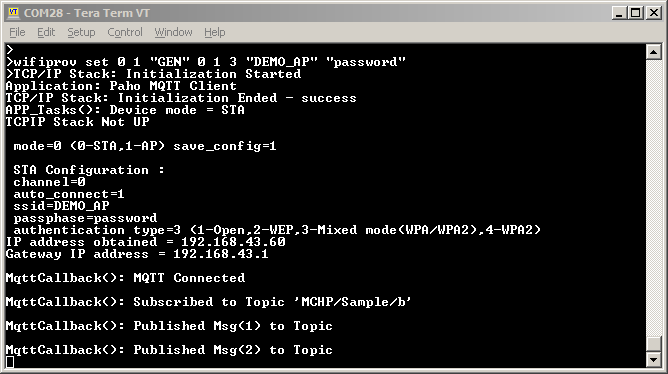 COM28 - Tera Term VT
File Edit Setup Control Window Help
>
>wifiprov set 0 1 "GEN" 0 1 3 "DEMO_AP" "password"
>TCP/IP Stack: Initialization Started
Application: Paho MQTT Client
TCP/IP Stack: Initialization Ended - success
APP_Tasks(): Device mode = STA
TCPIP Stack Not UP
mode=0 (0-STA,1-AP) save_config=1
STA Configuration :
channel=0
auto_connect=1
ssid=DEMO_AP
passphase=password
authentication type=3 (1-Open,2-WEP,3-Mixed mode(WPA/WPA2),4-WPA2)
IP address obtained = 192.168.43.60
Gateway IP address = 192.168.43.1
MqttCallback(): MQTT Connected
MqttCallback(): Subscribed to Topic 'MCHP/Sample/b'
MqttCallback(): Published Msg(1) to Topic
MqttCallback(): Published Msg(2) to Topic